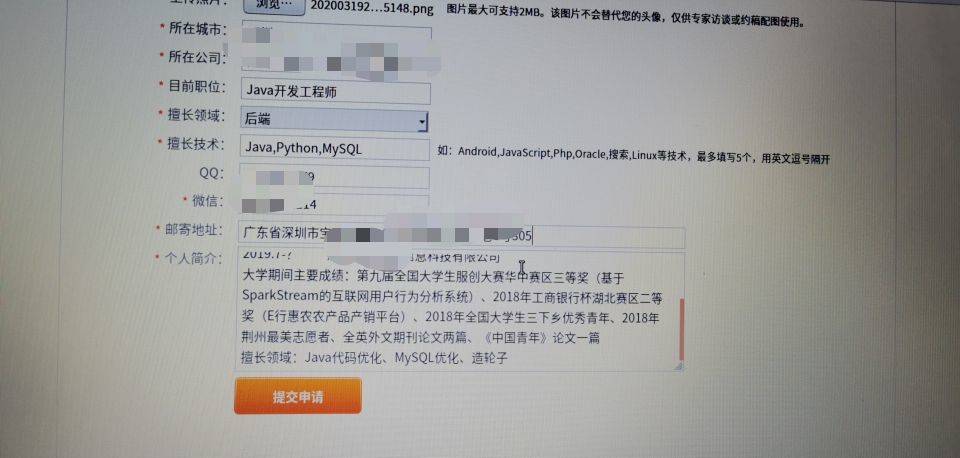 浏览… 202003192…5148.png 图片最大可支持2MB。该图片不会替代您的头像，仅供专家访谈或约稿配图使用。
* 所在城市：
* 所在公司：
* 目前职位： Java开发工程师
* 擅长领域： 后端
* 擅长技术： Java,Python,MySQL 如：Android,JavaScript,Php,Oracle,搜索,Linux等技术，最多填写5个，用英文逗号隔开
QQ： 9
* 微信： 14
* 邮寄地址： 广东省深圳市宝 505
* 个人简介： 2019.7-? 息科技有限公司
大学期间主要成绩：第九届全国大学生服创大赛华中赛区三等奖（基于
SparkStream的互联网用户行为分析系统）、2018年工商银行杯湖北赛区二等
奖（E行惠农农产品产销平台）、2018年全国大学生三下乡优秀青年、2018年
荆州最美志愿者、全英外文期刊论文两篇、《中国青年》论文一篇
擅长领域：Java代码优化、MySQL优化、造轮子
提交申请